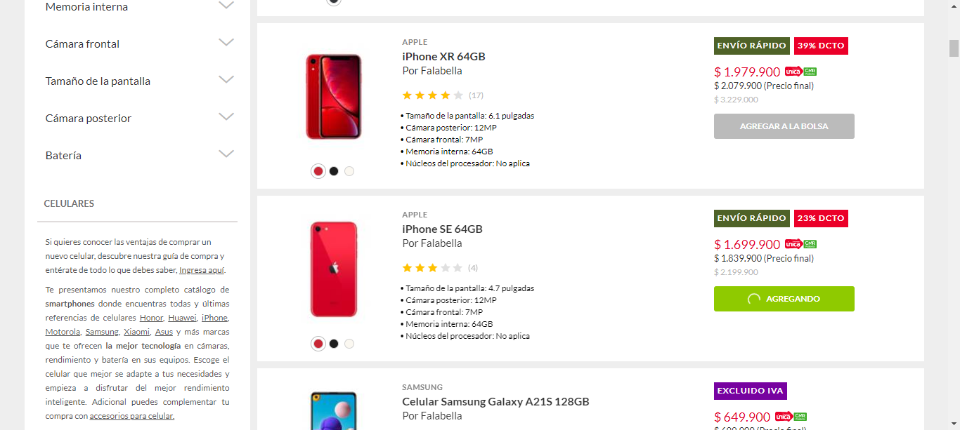 Memoria interna
Cámara frontal
Tamaño de la pantalla
Cámara posterior
Batería
CELULARES
Si quieres conocer las ventajas de comprar un
nuevo celular, descubre nuestra guía de compra y
entérate de todo lo que debes saber, Ingresa aquí.
Te presentamos nuestro completo catálogo de
smartphones donde encuentras todas y últimas
referencias de celulares Honor, Huawei, iPhone,
Motorola, Samsung, Xiaomi, Asus y más marcas
que te ofrecen la mejor tecnología en cámaras,
rendimiento y batería en sus equipos. Escoge el
celular que mejor se adapte a tus necesidades y
empieza a disfrutar del mejor rendimiento
inteligente. Adicional puedes complementar tu
compra con accesorios para celular.
APPLE
iPhone XR 64GB
Por Falabella
(17)
• Tamaño de la pantalla: 6.1 pulgadas
• Cámara posterior: 12MP
• Cámara frontal: 7MP
• Memoria interna: 64GB
• Núcleos del procesador: No aplica
ENVÍO RÁPIDO 39% DCTO
$ 1.979.900 única CMR
$ 2.079.900 (Precio final)
$ 3.229.000
AGREGAR A LA BOLSA
APPLE
iPhone SE 64GB
Por Falabella
(4)
• Tamaño de la pantalla: 4.7 pulgadas
• Cámara posterior: 12MP
• Cámara frontal: 7MP
• Memoria interna: 64GB
• Núcleos del procesador: No aplica
ENVÍO RÁPIDO 23% DCTO
$ 1.699.900 única CMR
$ 1.839.900 (Precio final)
$ 2.199.900
AGREGANDO
SAMSUNG
Celular Samsung Galaxy A21S 128GB
Por Falabella
EXCLUIDO IVA
$ 649.900 única CMR